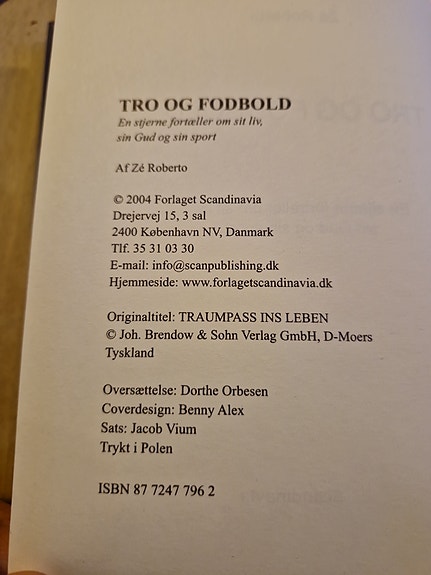 TRO OG FODBOLD
En stjerne fortæller om sit liv,
sin Gud og sin sport
Af Zé Roberto
© 2004 Forlaget Scandinavia
Drejervej 15, 3 sal
2400 København NV, Danmark
Tlf. 35 31 03 30
E-mail: info@scanpublishing.dk
Hjemmeside: www.forlagetscandinavia.dk
Originaltitel: TRAUMPASS INS LEBEN
© Joh. Brendow & Sohn Verlag GmbH, D-Moers
Tyskland
Oversættelse: Dorthe Orbesen
Coverdesign: Benny Alex
Sats: Jacob Vium
Trykt i Polen
ISBN 87 7247 796 2